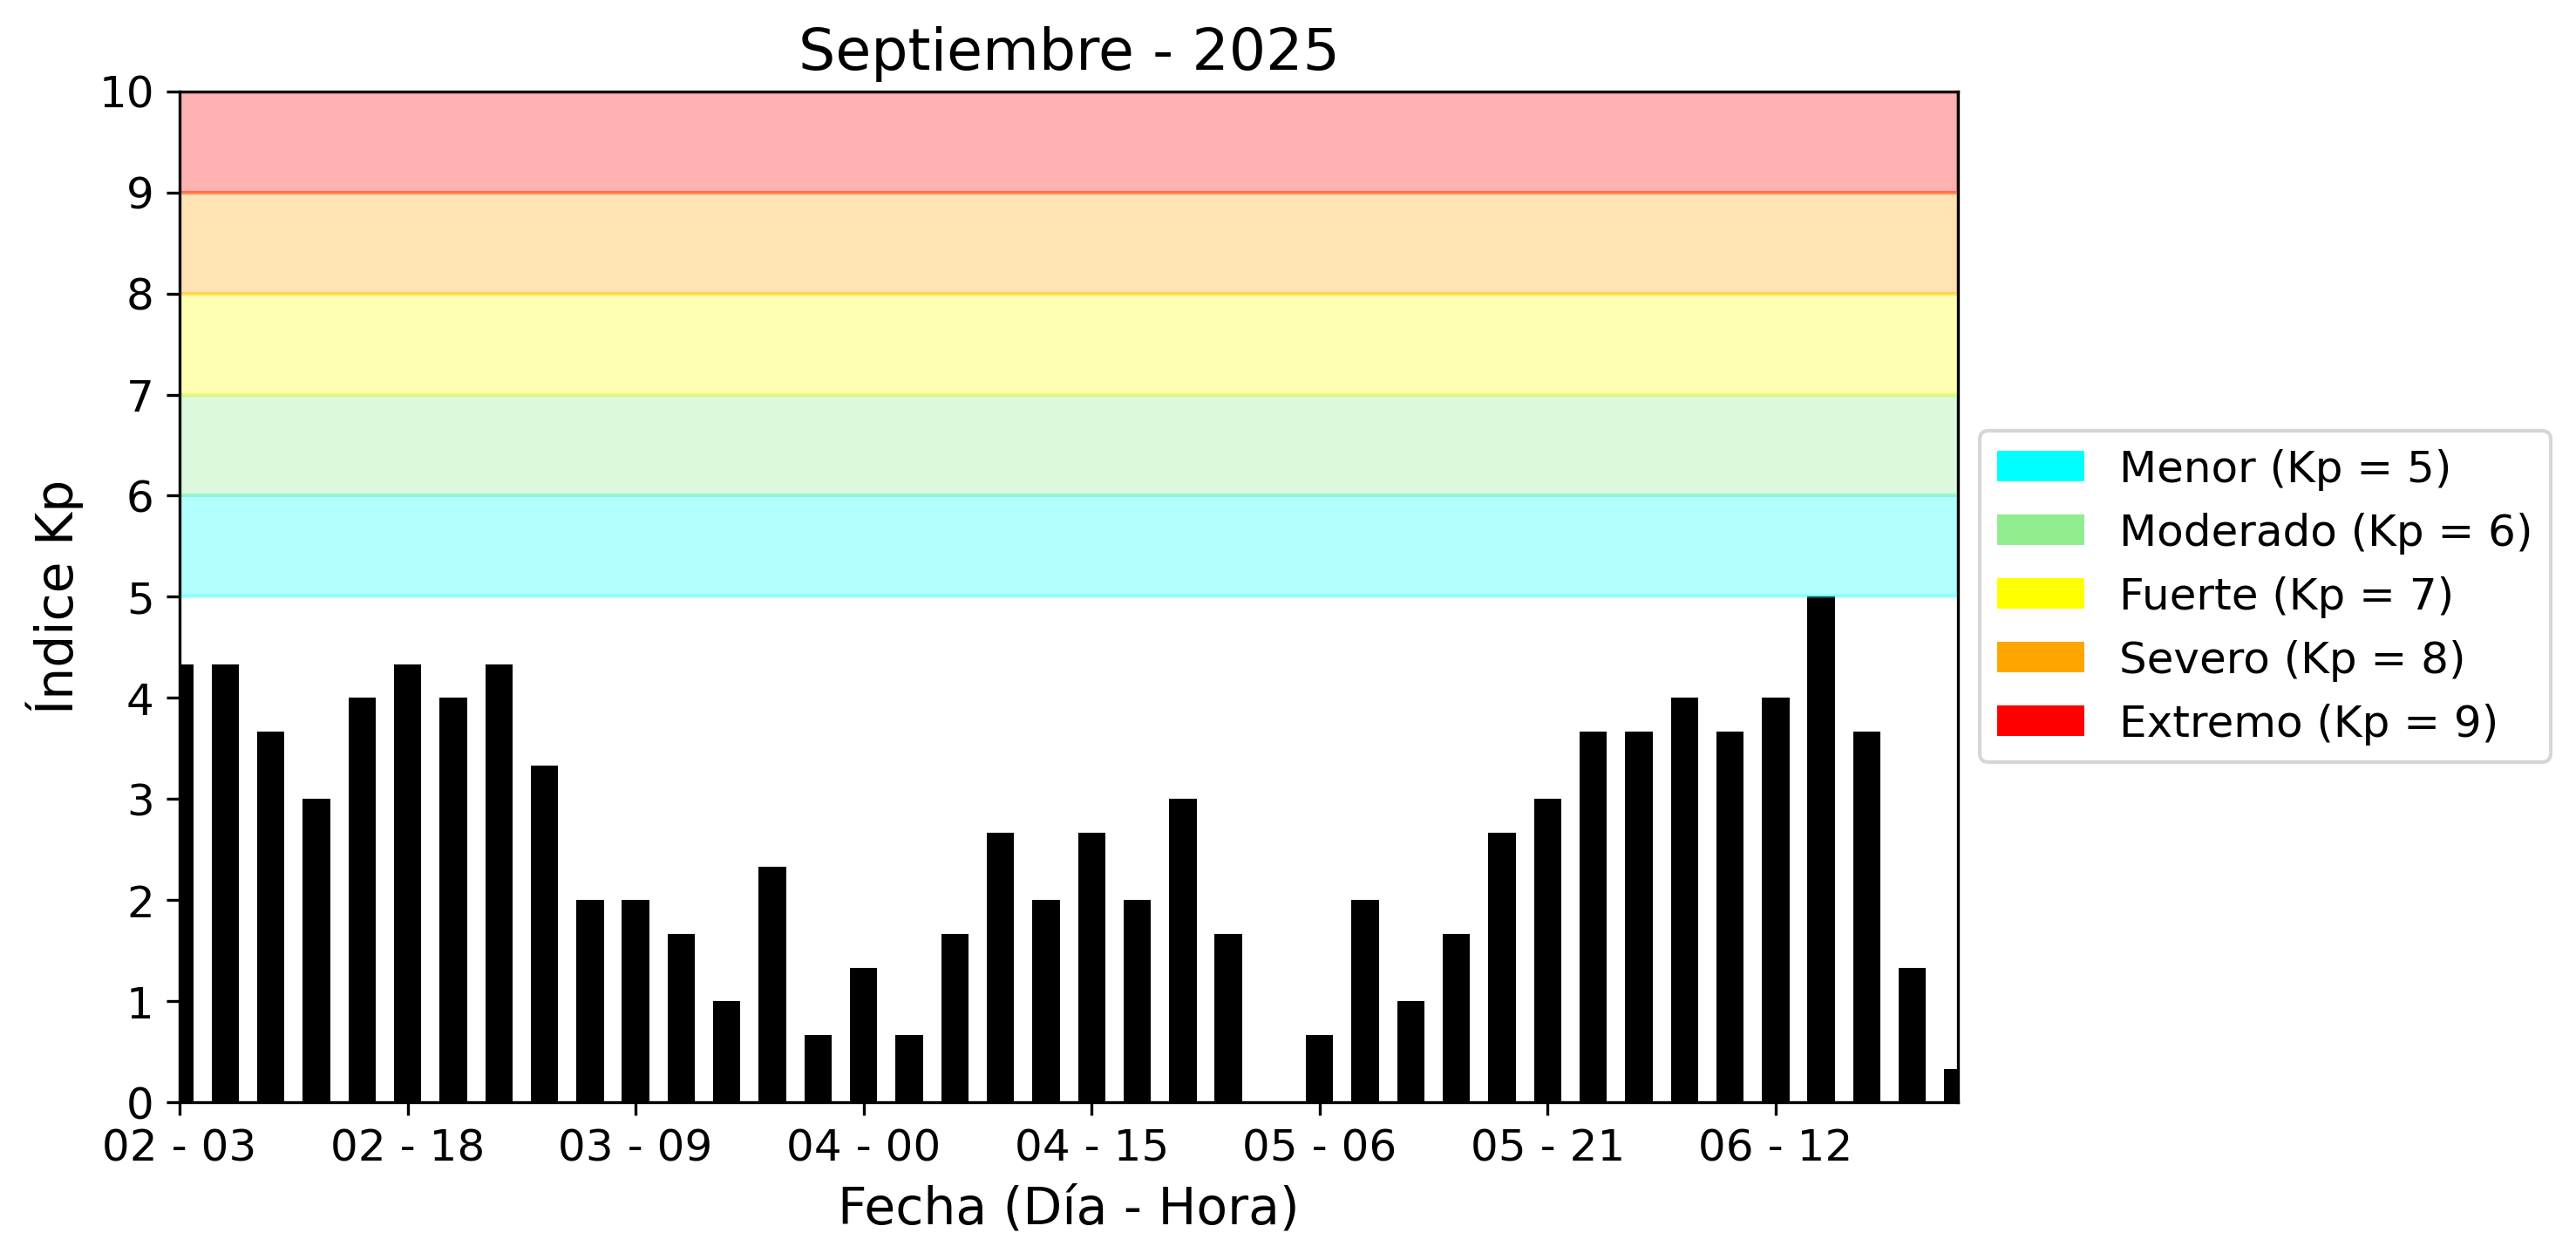 Septiembre - 2025
10
9
8
7
6
5
4
3
2
1
0
Índice Kp
02 - 03
02 - 18
03 - 09
04 - 00
04 - 15
05 - 06
05 - 21
06 - 12
Fecha (Día - Hora)
Menor (Kp = 5)
Moderado (Kp = 6)
Fuerte (Kp = 7)
Severo (Kp = 8)
Extremo (Kp = 9)